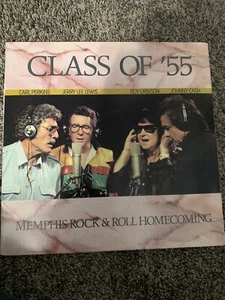 CLASS OF '55
CARL PERKINS JERRY LEE LEWIS ROY ORBISON JOHNNY CASH
MEMPHIS ROCK & ROLL HOMECOMING